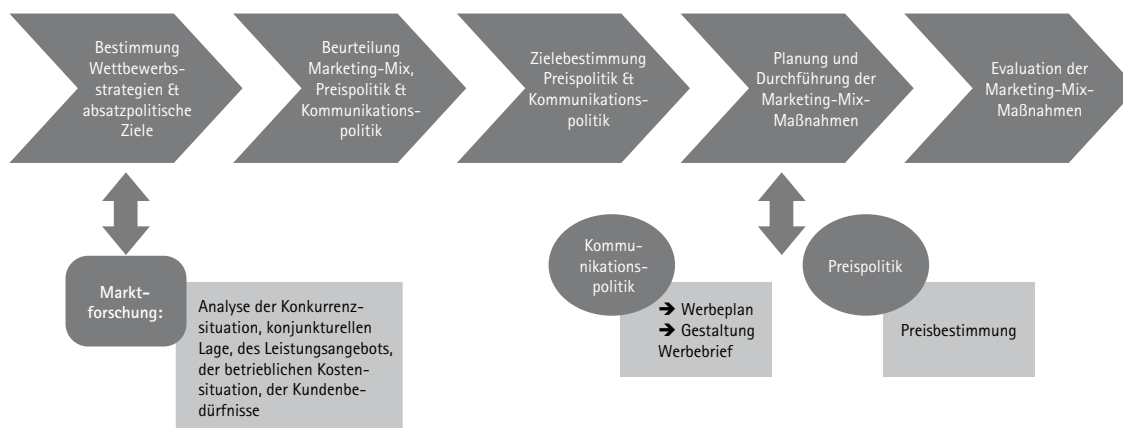 Bestimmung
Wettbewerbs-
strategien &
absatzpolitische
Ziele
Beurteilung
Marketing-Mix,
Preispolitik &
Kommunikations-
politik
Zielebestimmung
Preispolitik &
Kommunikations-
politik
Planung und
Durchführung der
Marketing-Mix-
Maßnahmen
Evaluation der
Marketing-Mix-
Maßnahmen
Markt-
forschung:
Analyse der Konkurrenz-
situation, konjunkturellen
Lage, des Leistungsangebots,
der betrieblichen Kosten-
situation, der Kundenbe-
dürfnisse
Kommu-
nikations-
politik
➔ Werbeplan
➔ Gestaltung
Werbebrief
Preispolitik
Preisbestimmung